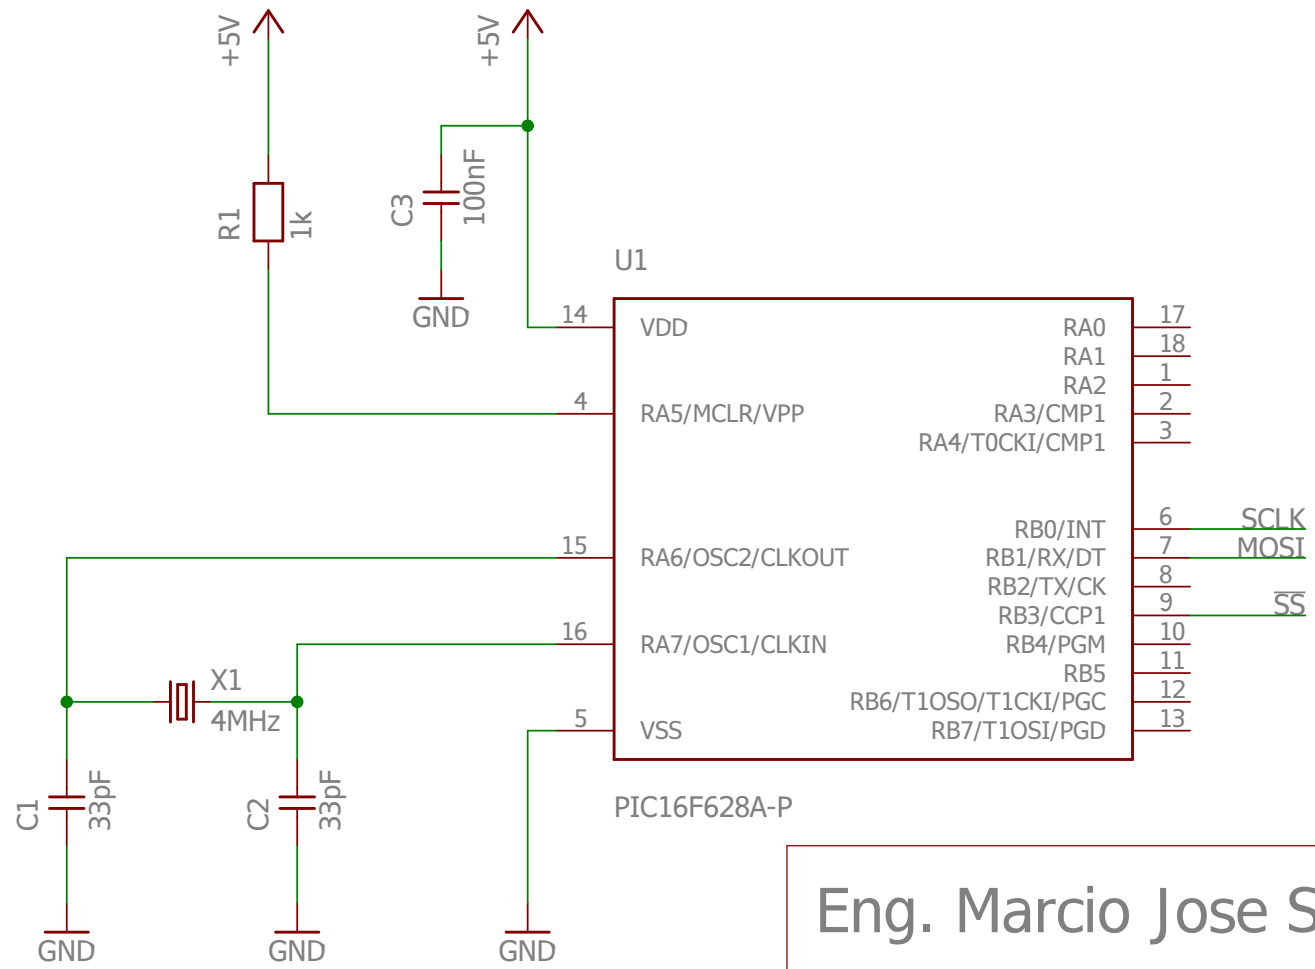 +5V
+5V
R1
1k
C3
100nF
GND
U1
14
VDD
4
RA5/MCLR/VPP
15
RA6/OSC2/CLKOUT
16
RA7/OSC1/CLKIN
5
VSS
RA0
17
RA1
18
RA2
1
RA3/CMP1
2
RA4/T0CKI/CMP1
3
RB0/INT
6
SCLK
RB1/RX/DT
7
MOSI
RB2/TX/CK
8
RB3/CCP1
9
SS
RB4/PGM
10
RB5
11
RB6/T1OSO/T1CKI/PGC
12
RB7/T1OSI/PGD
13
X1
4MHz
C1
33pF
C2
33pF
PIC16F628A-P
GND
GND
GND
Eng. Marcio Jose S